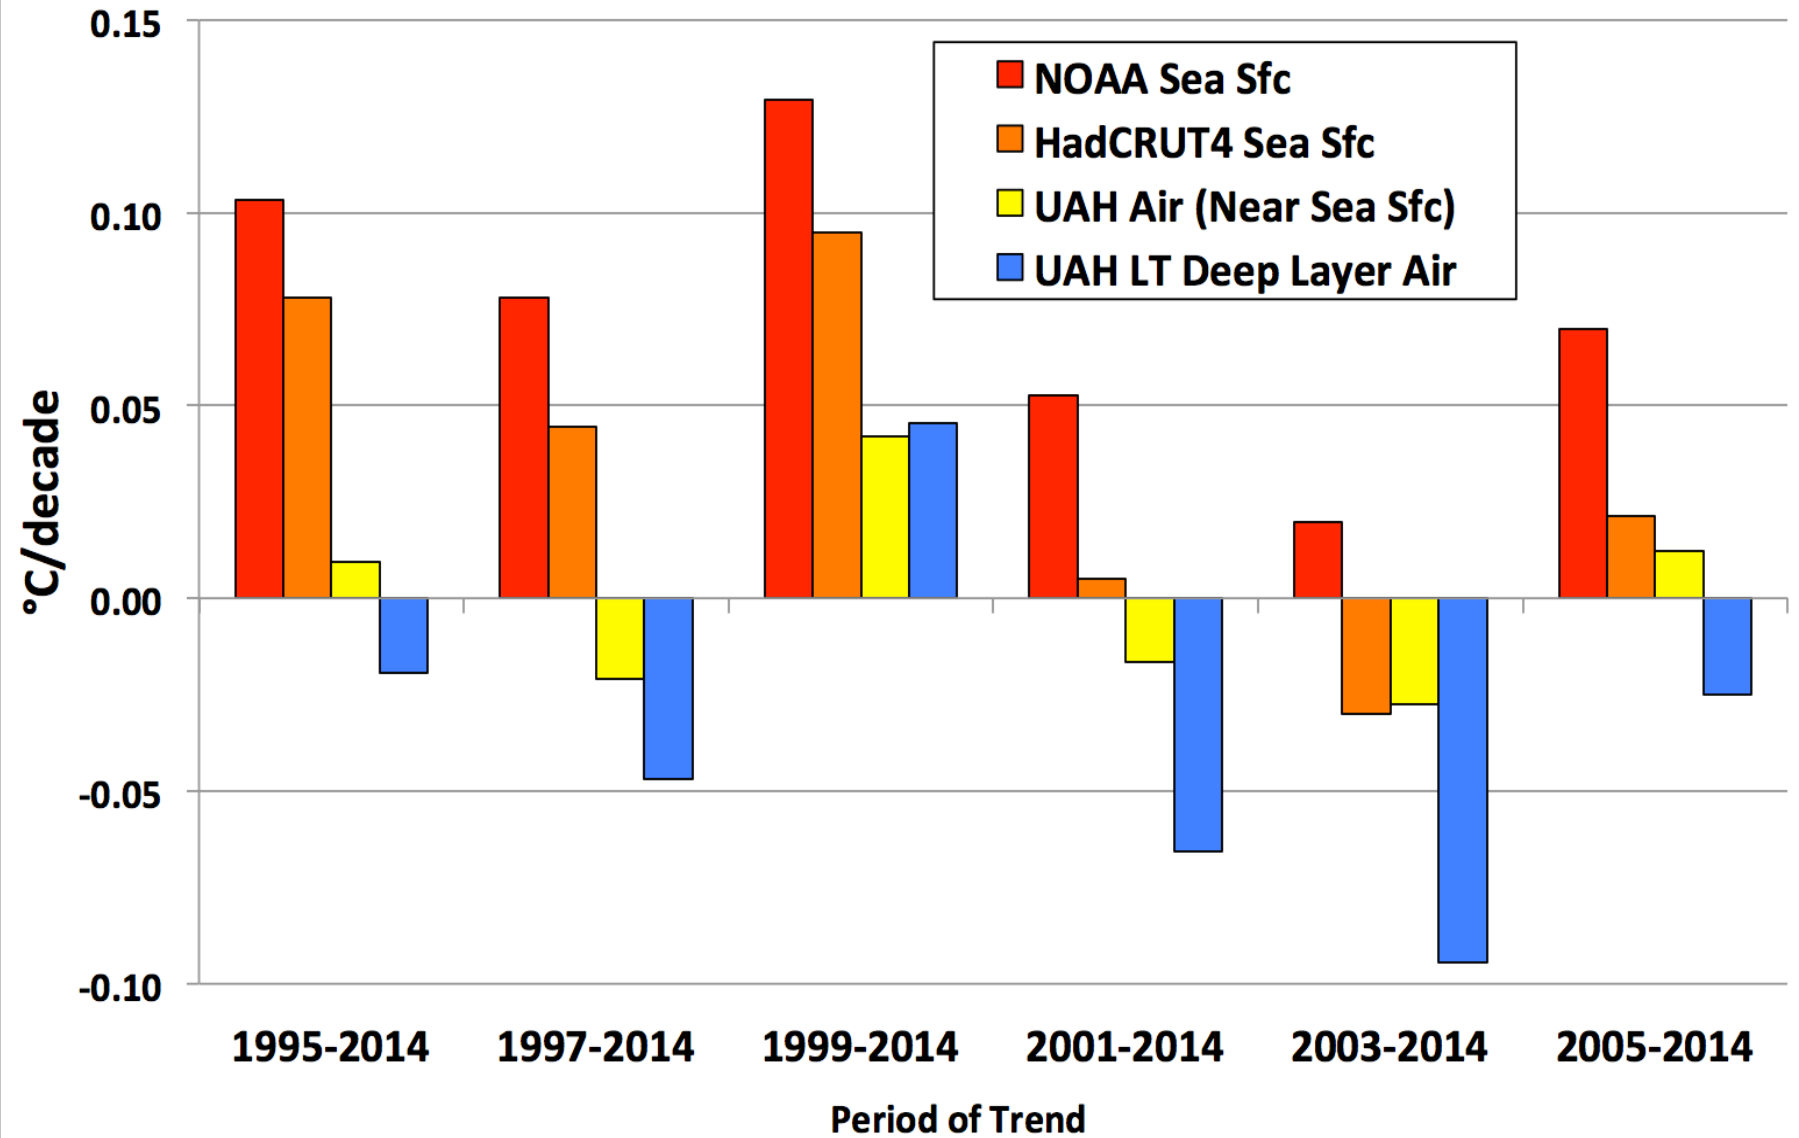 0.15
0.10
0.05
0.00
-0.05
-0.10
°C/decade
NOAA Sea Sfc
HadCRUT4 Sea Sfc
UAH Air (Near Sea Sfc)
UAH LT Deep Layer Air
1995-2014 1997-2014 1999-2014 2001-2014 2003-2014 2005-2014
Period of Trend